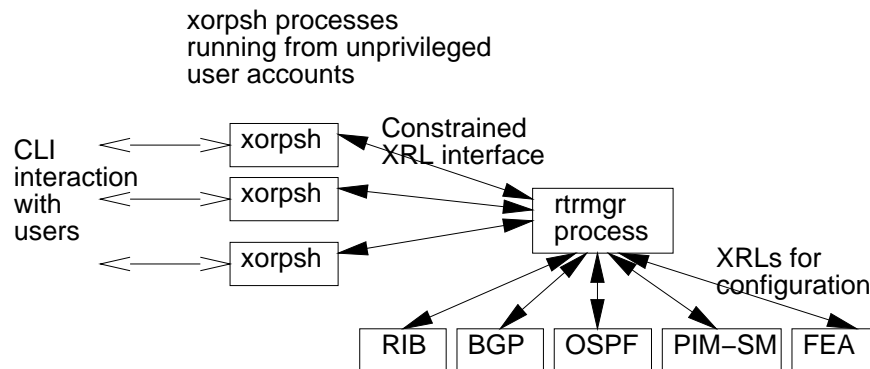 xorpsh processes
running from unprivileged
user accounts
CLI
interaction
with
users
xorpsh
xorpsh
xorpsh
Constrained
XRL interface
rtrmgr
process
XRLs for
configuration
RIB
BGP
OSPF
PIM−SM
FEA